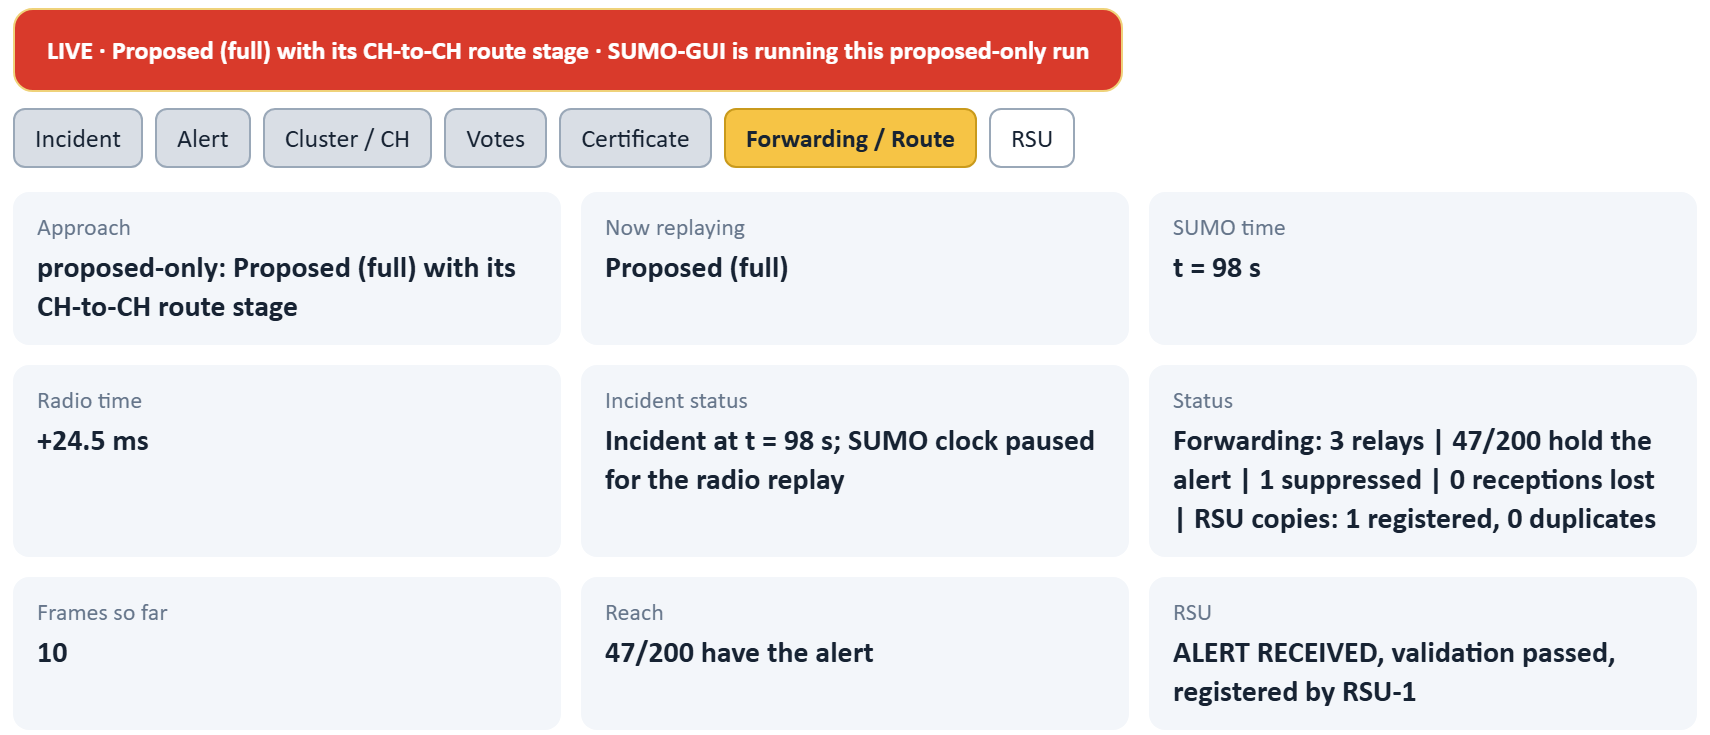 LIVE · Proposed (full) with its CH-to-CH route stage · SUMO-GUI is running this proposed-only run
Incident
Alert
Cluster / CH
Votes
Certificate
Forwarding / Route
RSU
Approach
proposed-only: Proposed (full) with its
CH-to-CH route stage
Now replaying
Proposed (full)
SUMO time
t = 98 s
Radio time
+24.5 ms
Incident status
Incident at t = 98 s; SUMO clock paused
for the radio replay
Status
Forwarding: 3 relays | 47/200 hold the
alert | 1 suppressed | 0 receptions lost
| RSU copies: 1 registered, 0 duplicates
Frames so far
10
Reach
47/200 have the alert
RSU
ALERT RECEIVED, validation passed,
registered by RSU-1